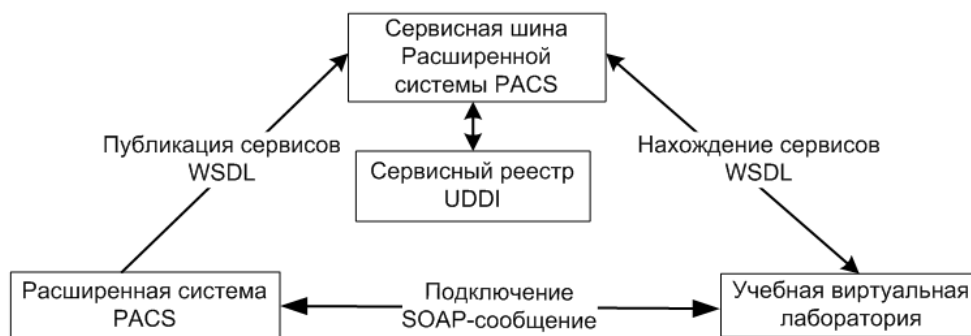 Сервисная шина
Расширенной
системы PACS
Публикация сервисов
WSDL
Нахождение сервисов
WSDL
Сервисный реестр
UDDI
Расширенная система
PACS
Подключение
SOAP-сообщение
Учебная виртуальная
лаборатория